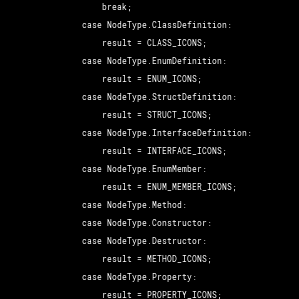 break;
case NodeType.ClassDefinition:
result = CLASS_ICONS;
case NodeType.EnumDefinition:
result = ENUM_ICONS;
case NodeType.StructDefinition:
result = STRUCT_ICONS;
case NodeType.InterfaceDefinition:
result = INTERFACE_ICONS;
case NodeType.EnumMember:
result = ENUM_MEMBER_ICONS;
case NodeType.Method:
case NodeType.Constructor:
case NodeType.Destructor:
result = METHOD_ICONS;
case NodeType.Property:
result = PROPERTY_ICONS;